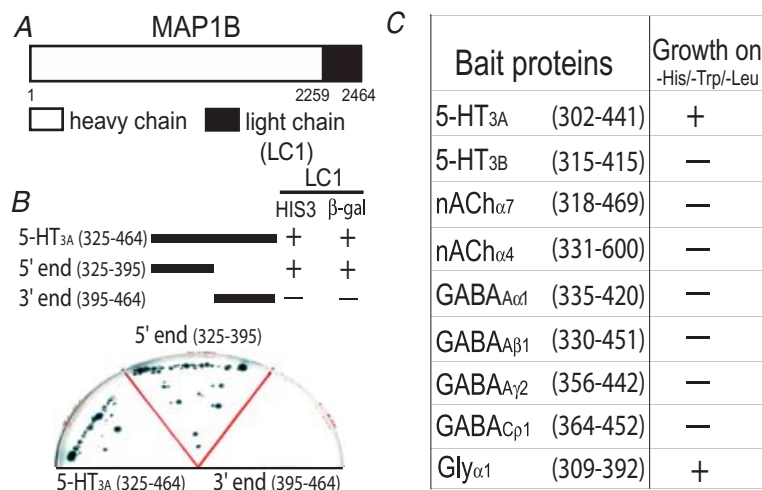 A
MAP1B
1 2259 2464
heavy chain light chain
(LC1)
B
LC1
HIS3 β-gal
5-HT3A (325-464) + +
5' end (325-395) + +
3' end (395-464) — —
5' end (325-395)
5-HT3A (325-464) 3' end (395-464)
C
Bait proteins Growth on
-His/-Trp/-Leu
5-HT3A (302-441) +
5-HT3B (315-415) —
nAChα7 (318-469) —
nAChα4 (331-600) —
GABAAα1 (335-420) —
GABAAβ1 (330-451) —
GABAAγ2 (356-442) —
GABACρ1 (364-452) —
Glyα1 (309-392) +